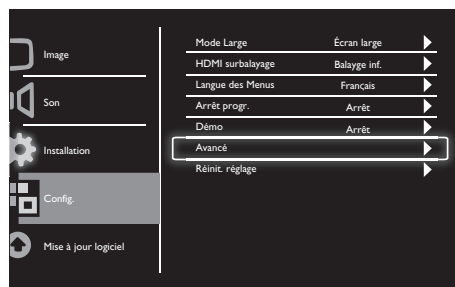 Image
Son
Installation
Config.
Mise à jour logiciel
Mode Large Écran large
HDMI surbalayage Balayge inf.
Langue des Menus Français
Arrêt progr. Arrêt
Démo Arrêt
Avancé
Réinit. réglage